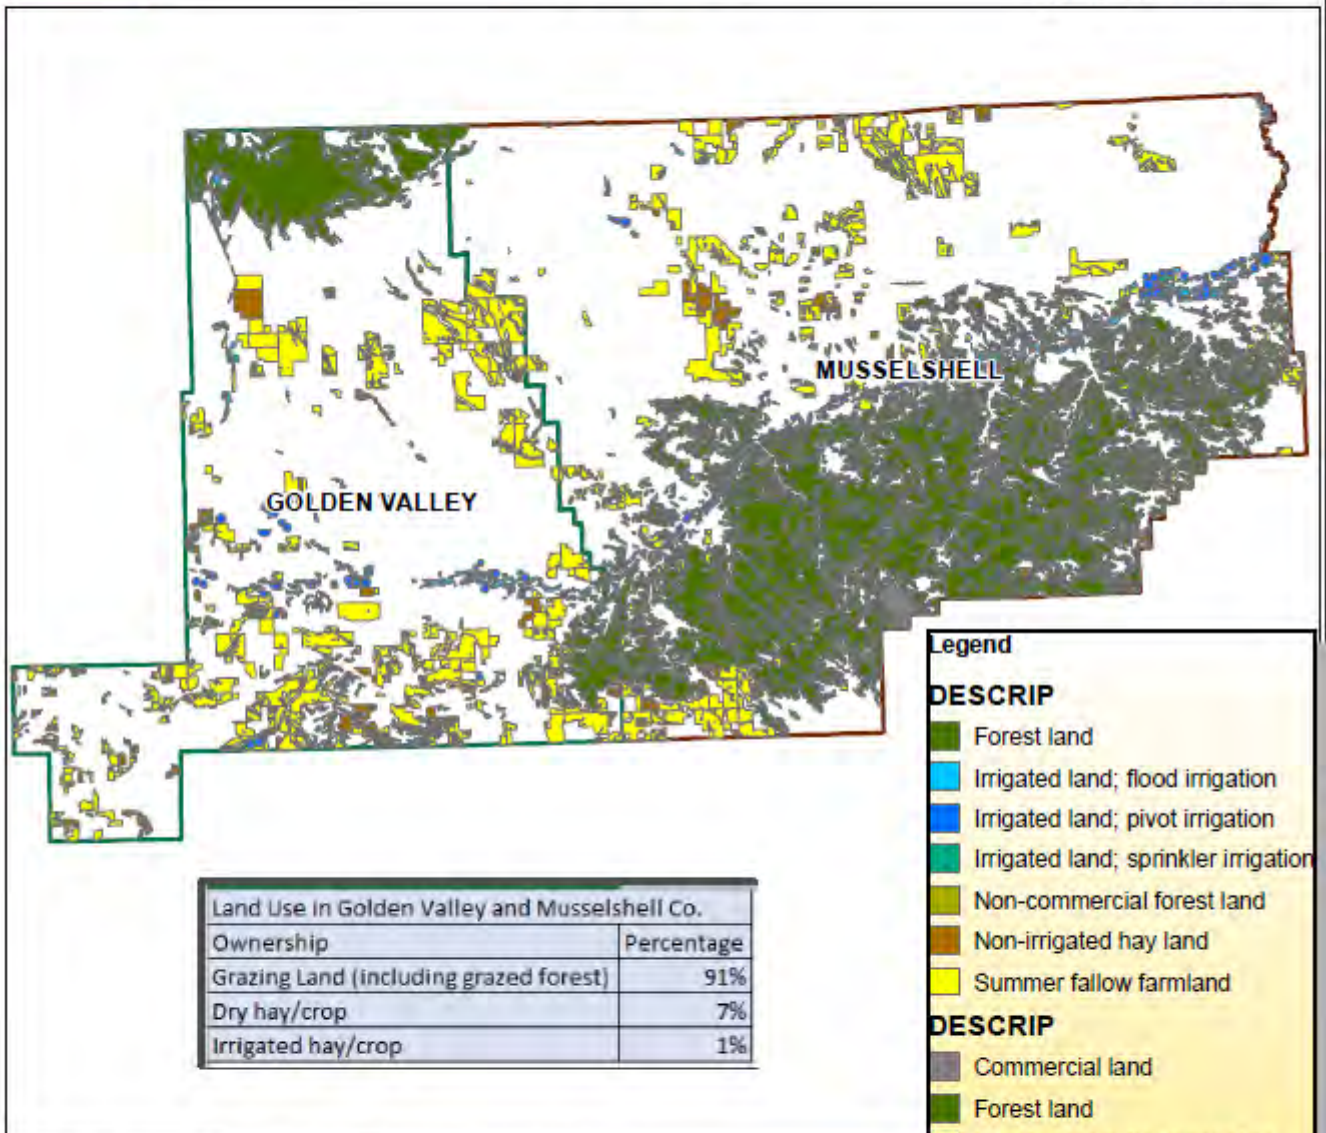 MUSSELSHELL
GOLDEN VALLEY
Legend
DESCRIP
Forest land
Irrigated land; flood irrigation
Irrigated land; pivot irrigation
Irrigated land; sprinkler irrigation
Non-commercial forest land
Non-irrigated hay land
Summer fallow farmland
DESCRIP
Commercial land
Forest land
Land Use in Golden Valley and Musselshell Co.
Ownership Percentage
Grazing Land (including grazed forest) 91%
Dry hay/crop 7%
Irrigated hay/crop 1%